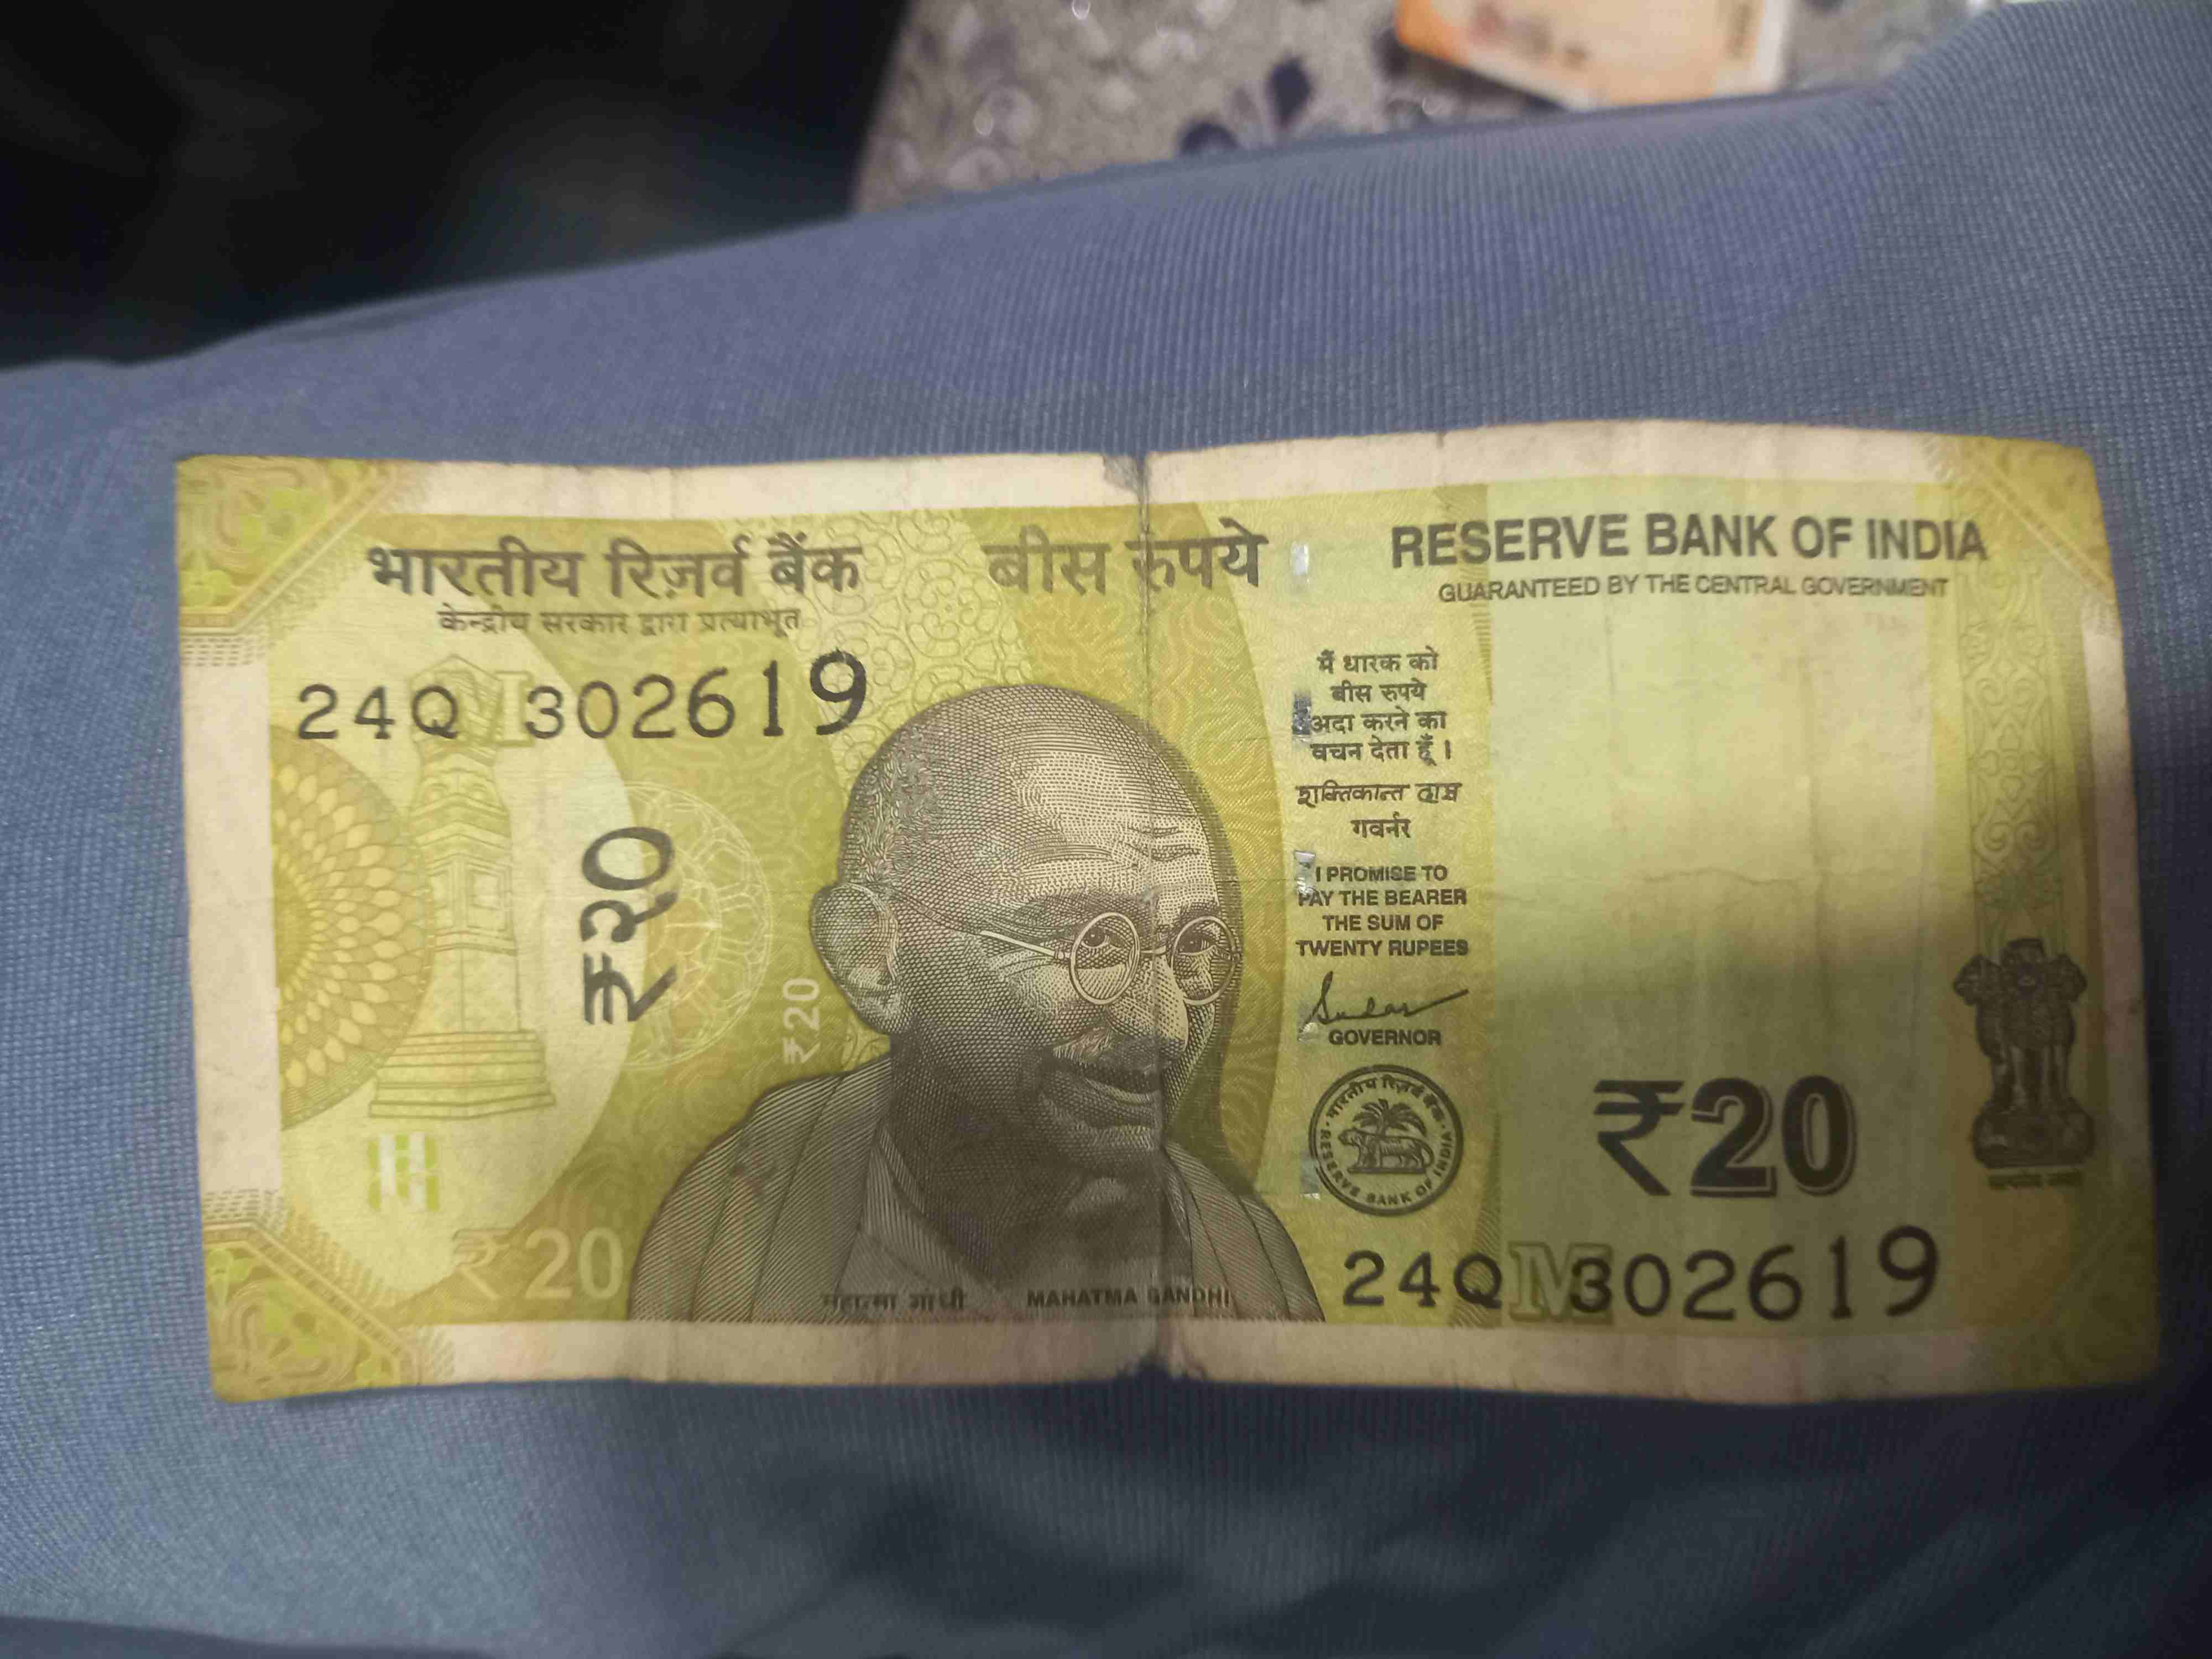 भारतीय रिज़र्व बैंक
केन्द्रीय सरकार द्वारा प्रत्याभूत
बीस रुपये
RESERVE BANK OF INDIA
GUARANTEED BY THE CENTRAL GOVERNMENT
24Q 302619
₹२०
₹20
मैं धारक को
बीस रुपये
अदा करने का
वचन देता हूँ ।
शक्तिकान्त दास
गवर्नर
I PROMISE TO
PAY THE BEARER
THE SUM OF
TWENTY RUPEES
GOVERNOR
भारतीय रिज़र्व बैंक
RESERVE BANK OF INDIA
₹20
₹20
महात्मा गांधी
MAHATMA GANDHI
24Q M 302619